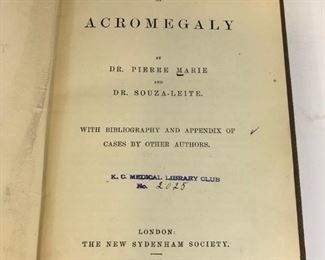 ACROMEGALY
BY
DR. PIERRE MARIE
AND
DR. SOUZA-LEITE.
WITH BIBLIOGRAPHY AND APPENDIX OF
CASES BY OTHER AUTHORS.
K. C. MEDICAL LIBRARY CLUB
No. 2025
LONDON:
THE NEW SYDENHAM SOCIETY.